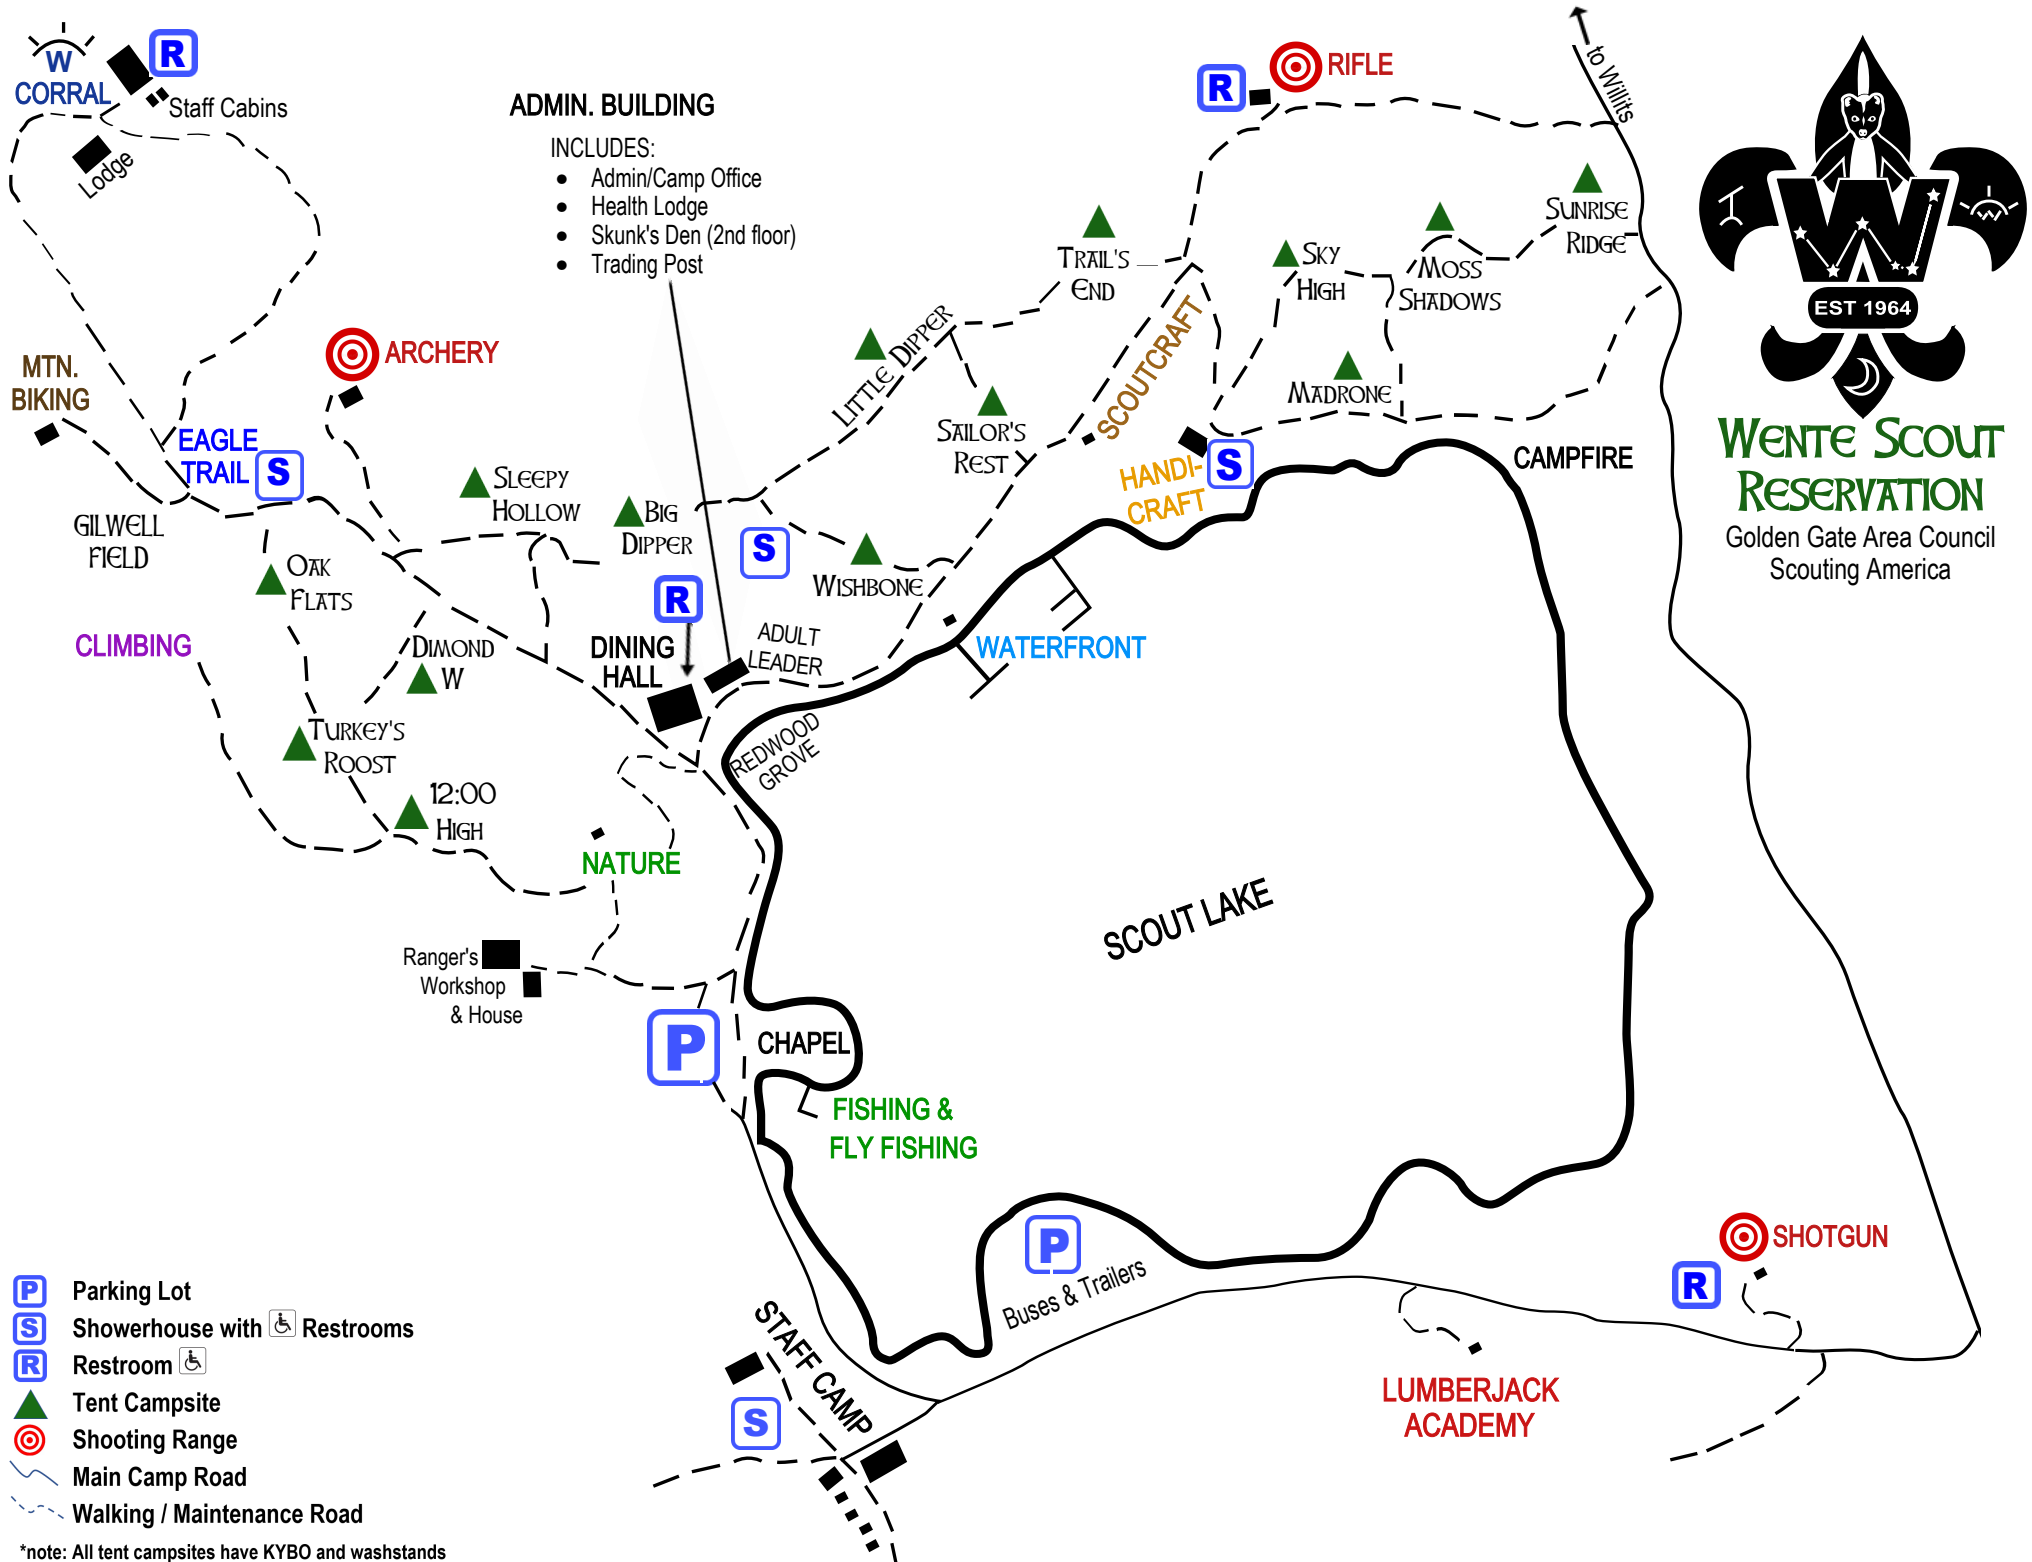 W
CORRAL
R
Staff Cabins
Lodge
ADMIN. BUILDING
INCLUDES:
• Admin/Camp Office
• Health Lodge
• Skunk's Den (2nd floor)
• Trading Post
R
RIFLE
to Willits
W
EST 1964
WENTE SCOUT
RESERVATION
Golden Gate Area Council
Scouting America
SUNRISE
RIDGE
MOSS
SHADOWS
SKY
HIGH
MADRONE
TRAIL'S
END
SCOUTCRAFT
LITTLE DIPPER
SAILOR'S
REST
HANDI-
CRAFT
S
CAMPFIRE
ARCHERY
MTN.
BIKING
EAGLE
TRAIL
S
GILWELL
FIELD
SLEEPY
HOLLOW
BIG
DIPPER
S
WISHBONE
R
OAK
FLATS
CLIMBING
DIMOND
W
DINING
HALL
ADULT
LEADER
WATERFRONT
REDWOOD
GROVE
TURKEY'S
ROOST
12:00
HIGH
NATURE
SCOUT LAKE
Ranger's
Workshop
& House
P
CHAPEL
FISHING &
FLY FISHING
P
Buses & Trailers
STAFF CAMP
S
SHOTGUN
R
LUMBERJACK
ACADEMY
P Parking Lot
S Showerhouse with Restrooms
R Restroom
Tent Campsite
Shooting Range
Main Camp Road
Walking / Maintenance Road
*note: All tent campsites have KYBO and washstands